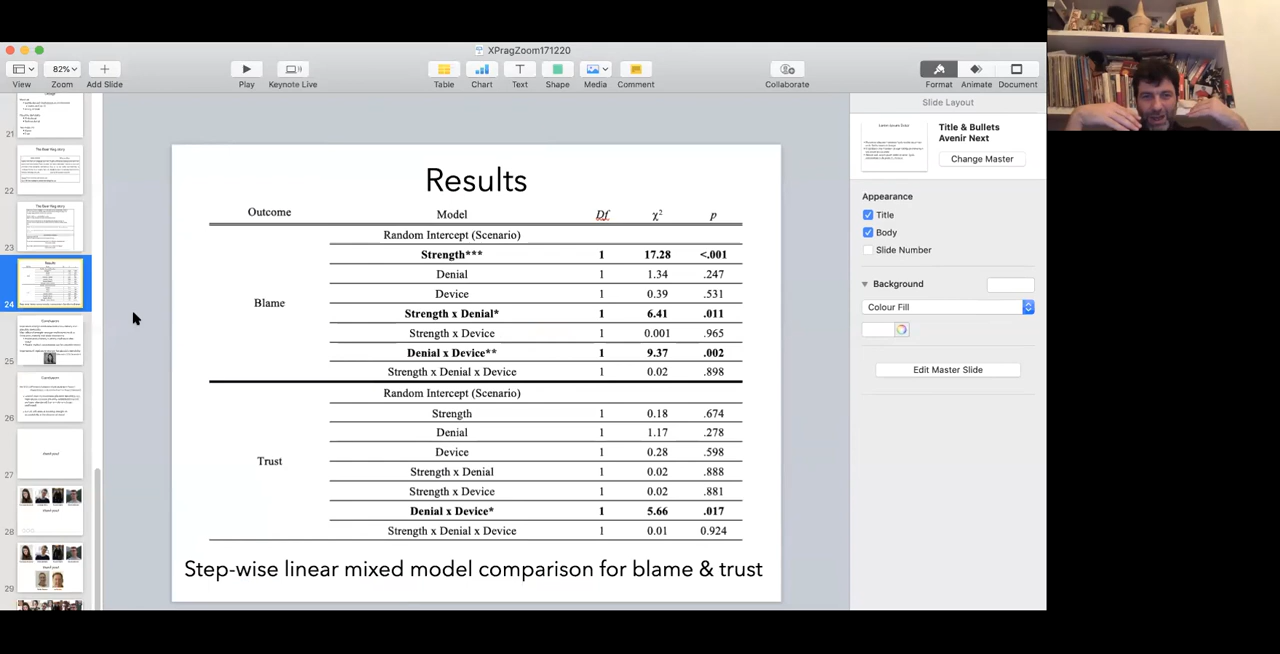 XPragZoom171220
82%
View
Zoom
Add Slide
Play
Keynote Live
Table
Chart
Text
Shape
Media
Comment
Collaborate
Format
Animate
Document
21
22
23
24
25
26
27
28
29
Results
Outcome Model Df χ² p
Random Intercept (Scenario)
Strength*** 1 17.28 <.001
Denial 1 1.34 .247
Device 1 0.39 .531
Blame
Strength x Denial* 1 6.41 .011
Strength x Device 1 0.001 .965
Denial x Device** 1 9.37 .002
Strength x Denial x Device 1 0.02 .898
Random Intercept (Scenario)
Strength 1 0.18 .674
Denial 1 1.17 .278
Device 1 0.28 .598
Trust
Strength x Denial 1 0.02 .888
Strength x Device 1 0.02 .881
Denial x Device* 1 5.66 .017
Strength x Denial x Device 1 0.01 0.924
Step-wise linear mixed model comparison for blame & trust
Slide Layout
Title & Bullets
Avenir Next
Change Master
Appearance
Title
Body
Slide Number
Background
Colour Fill
Edit Master Slide